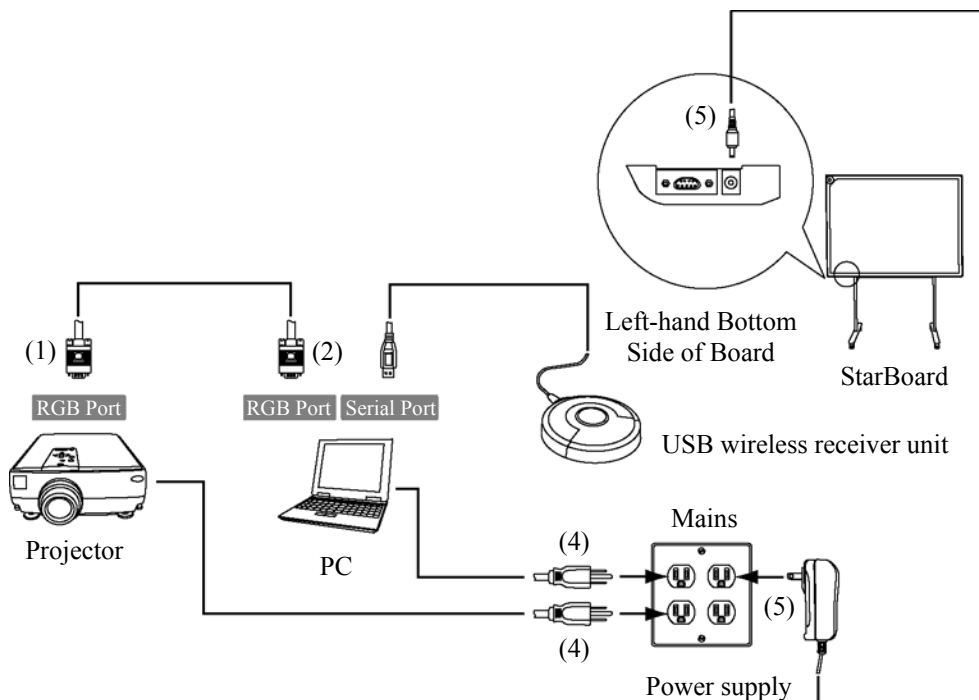 (5)
Left-hand Bottom
Side of Board
StarBoard
(1)
(2)
RGB Port
RGB Port
Serial Port
USB wireless receiver unit
Projector
PC
Mains
(4)
(5)
(4)
Power supply